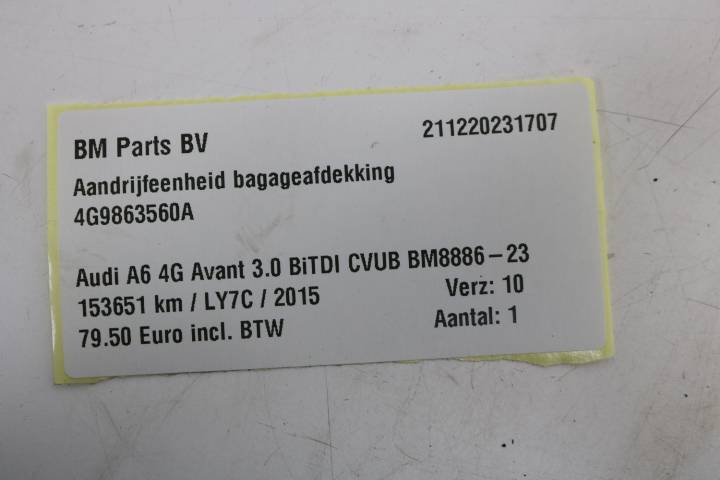 BM Parts BV 211220231707
Aandrijfeenheid bagageafdekking
4G9863560A
Audi A6 4G Avant 3.0 BiTDI CVUB BM8886-23
153651 km / LY7C / 2015 Verz: 10
79.50 Euro incl. BTW Aantal: 1